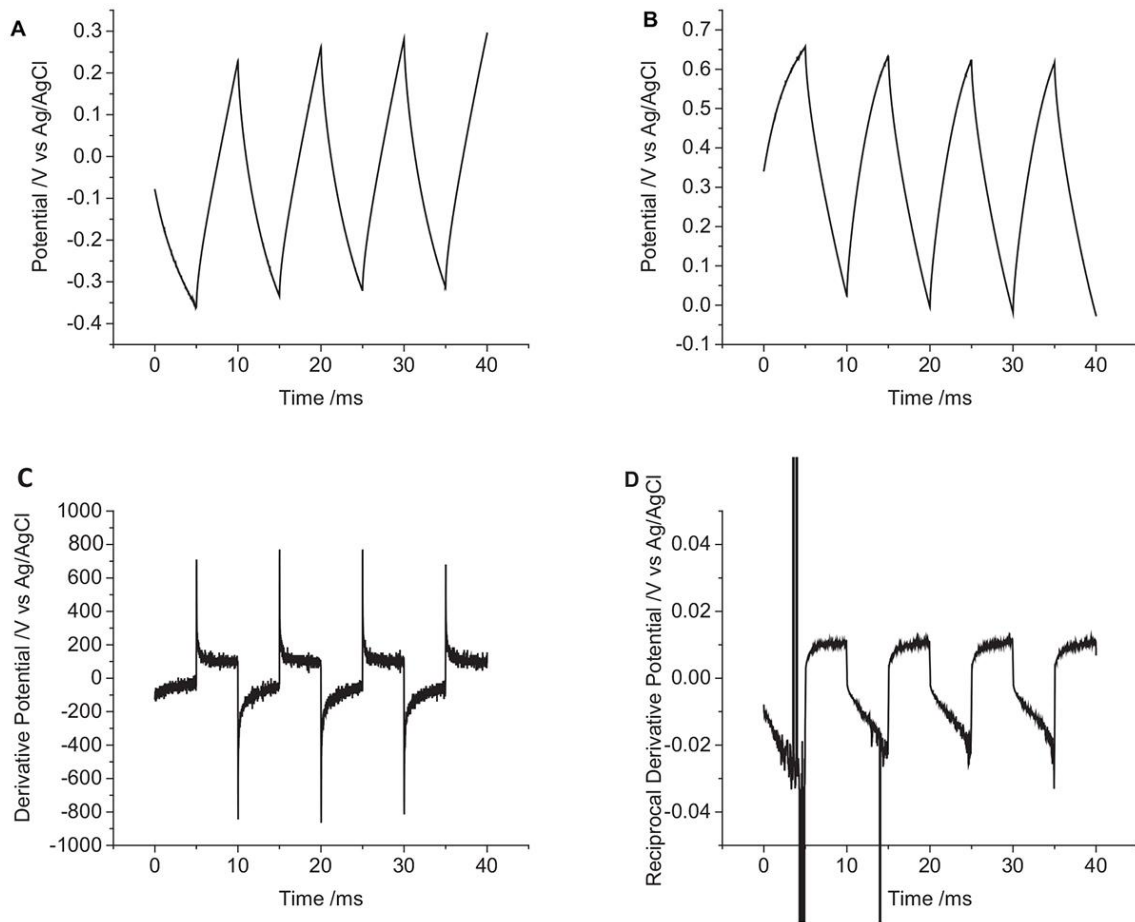 A
Potential /V vs Ag/AgCl
0.3
0.2
0.1
0.0
-0.1
-0.2
-0.3
-0.4
0 10 20 30 40
Time /ms
B
Potential /V vs Ag/AgCl
0.7
0.6
0.5
0.4
0.3
0.2
0.1
0.0
-0.1
0 10 20 30 40
Time /ms
C
Derivative Potential /V vs Ag/AgCl
1000
800
600
400
200
0
-200
-400
-600
-800
-1000
0 10 20 30 40
Time /ms
D
Reciprocal Derivative Potential /V vs Ag/AgCl
0.04
0.02
0.00
-0.02
-0.04
0 10 20 30 40
Time /ms